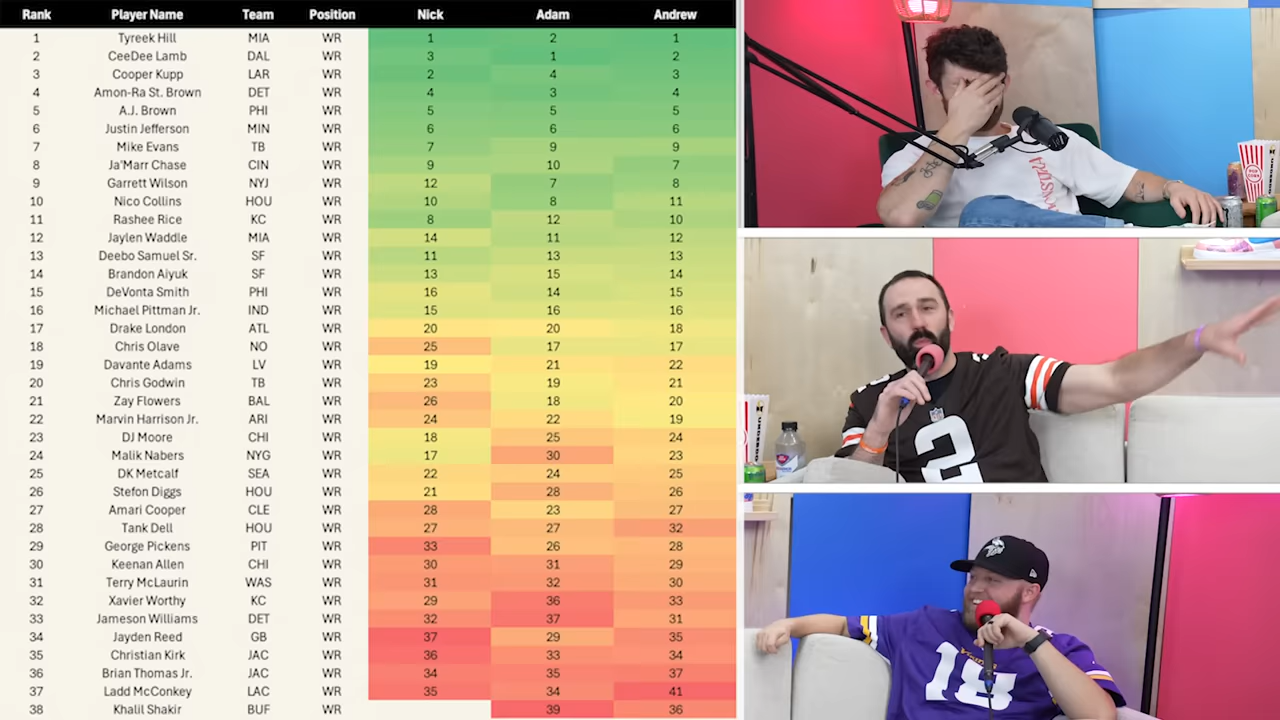 Rank Player Name Team Position Nick Adam Andrew
1 Tyreek Hill MIA WR 1 2 1
2 CeeDee Lamb DAL WR 3 1 2
3 Cooper Kupp LAR WR 2 4 3
4 Amon-Ra St. Brown DET WR 4 3 4
5 A.J. Brown PHI WR 5 5 5
6 Justin Jefferson MIN WR 6 6 6
7 Mike Evans TB WR 7 9 9
8 Ja'Marr Chase CIN WR 9 10 7
9 Garrett Wilson NYJ WR 12 7 8
10 Nico Collins HOU WR 10 8 11
11 Rashee Rice KC WR 8 12 10
12 Jaylen Waddle MIA WR 14 11 12
13 Deebo Samuel Sr. SF WR 11 13 13
14 Brandon Aiyuk SF WR 13 15 14
15 DeVonta Smith PHI WR 16 14 15
16 Michael Pittman Jr. IND WR 15 16 16
17 Drake London ATL WR 20 20 18
18 Chris Olave NO WR 25 17 17
19 Davante Adams LV WR 19 21 22
20 Chris Godwin TB WR 23 19 21
21 Zay Flowers BAL WR 26 18 20
22 Marvin Harrison Jr. ARI WR 24 22 19
23 DJ Moore CHI WR 18 25 24
24 Malik Nabers NYG WR 17 30 23
25 DK Metcalf SEA WR 22 24 25
26 Stefon Diggs HOU WR 21 28 26
27 Amari Cooper CLE WR 28 23 27
28 Tank Dell HOU WR 27 27 32
29 George Pickens PIT WR 33 26 28
30 Keenan Allen CHI WR 30 31 29
31 Terry McLaurin WAS WR 31 32 30
32 Xavier Worthy KC WR 29 36 33
33 Jameson Williams DET WR 32 37 31
34 Jayden Reed GB WR 37 29 35
35 Christian Kirk JAC WR 36 33 34
36 Brian Thomas Jr. JAC WR 34 35 37
37 Ladd McConkey LAC WR 35 34 41
38 Khalil Shakir BUF WR 39 36
2
18